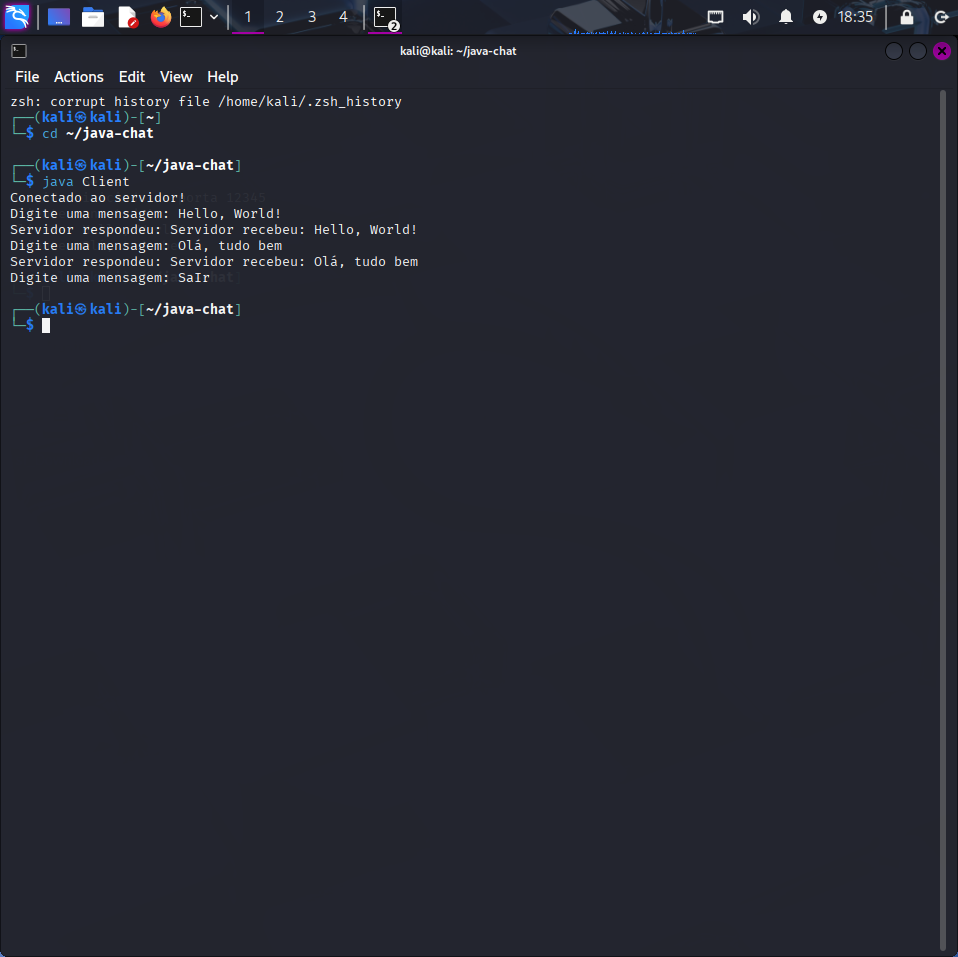 1 2 3 4 2 18:35
kali@kali: ~/java-chat
File Actions Edit View Help
zsh: corrupt history file /home/kali/.zsh_history
┌──(kali㉿kali)-[~]
└─$ cd ~/java-chat
┌──(kali㉿kali)-[~/java-chat]
└─$ java Client
Conectado ao servidor!
Digite uma mensagem: Hello, World!
Servidor respondeu: Servidor recebeu: Hello, World!
Digite uma mensagem: Olá, tudo bem
Servidor respondeu: Servidor recebeu: Olá, tudo bem
Digite uma mensagem: SaIr
┌──(kali㉿kali)-[~/java-chat]
└─$